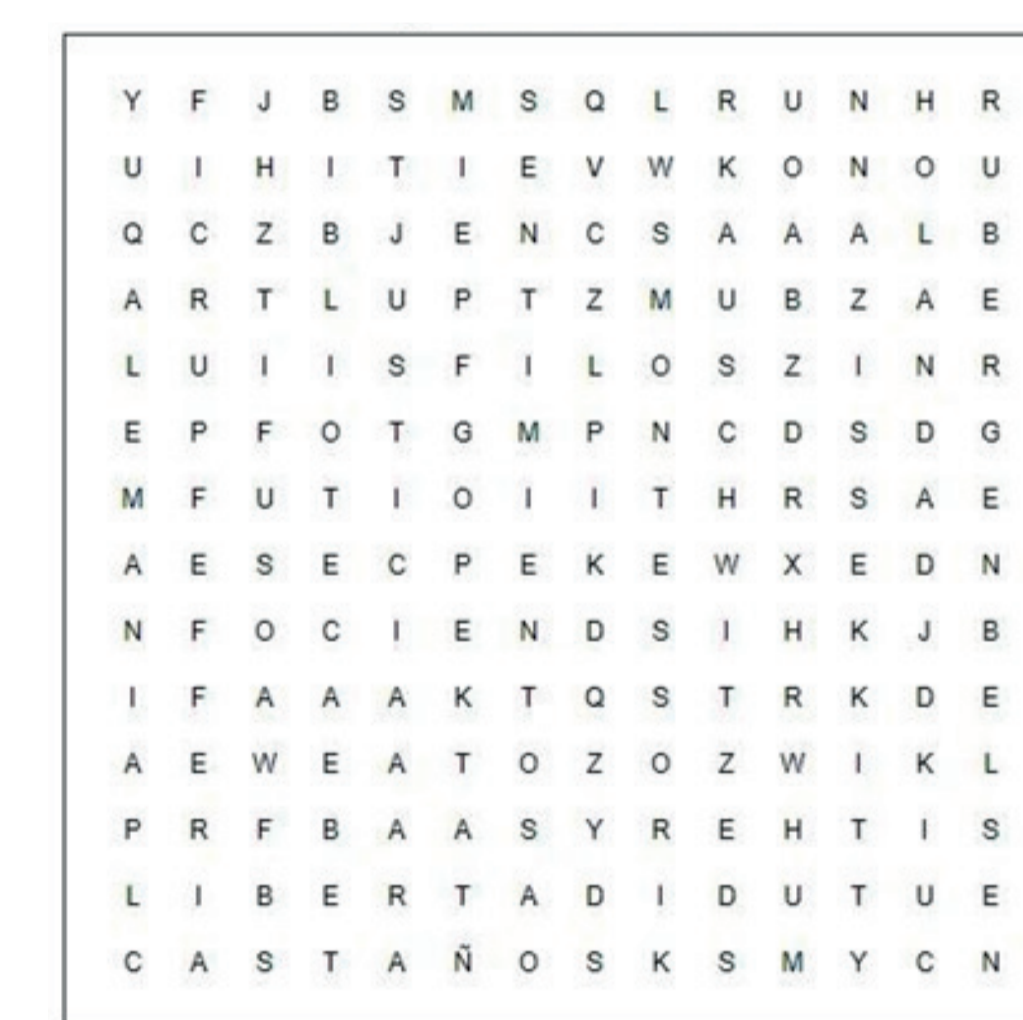 Y F J B S M S Q L R U N H R
U I H I T I E V W K O N O U
Q C Z B J E N C S A A A L B
A R T L U P T Z M U B Z A E
L U I I S F I L O S Z I N R
E P F O T G M P N C D S D G
M F U T I O I I T H R S A E
A E S E C P E K E W X E D N
N F O C I E N D S I H K J B
I F A A A K T Q S T R K D E
A E W E A T O Z O Z W I K L
P R F B A A S Y R E H T I S
L I B E R T A D I D U T U E
C A S T A Ñ O S K S M Y C N